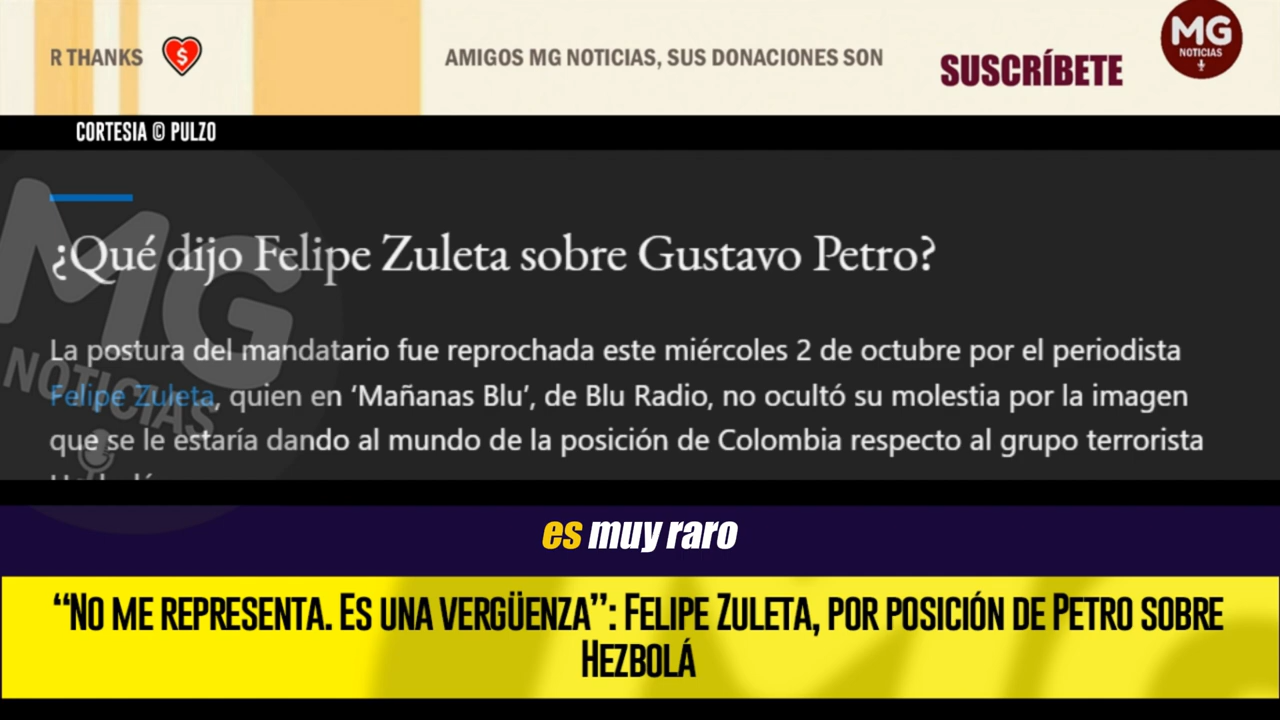 R THANKS
AMIGOS MG NOTICIAS, SUS DONACIONES SON
SUSCRÍBETE
MG
NOTICIAS
CORTESIA © PULZO
MG
NOTICIAS
¿Qué dijo Felipe Zuleta sobre Gustavo Petro?
La postura del mandatario fue reprochada este miércoles 2 de octubre por el periodista
Felipe Zuleta, quien en ‘Mañanas Blu’, de Blu Radio, no ocultó su molestia por la imagen
que se le estaría dando al mundo de la posición de Colombia respecto al grupo terrorista
es muy raro
“NO ME REPRESENTA. ES UNA VERGÜENZA”: FELIPE ZULETA, POR POSICIÓN DE PETRO SOBRE
HEZBOLÁ